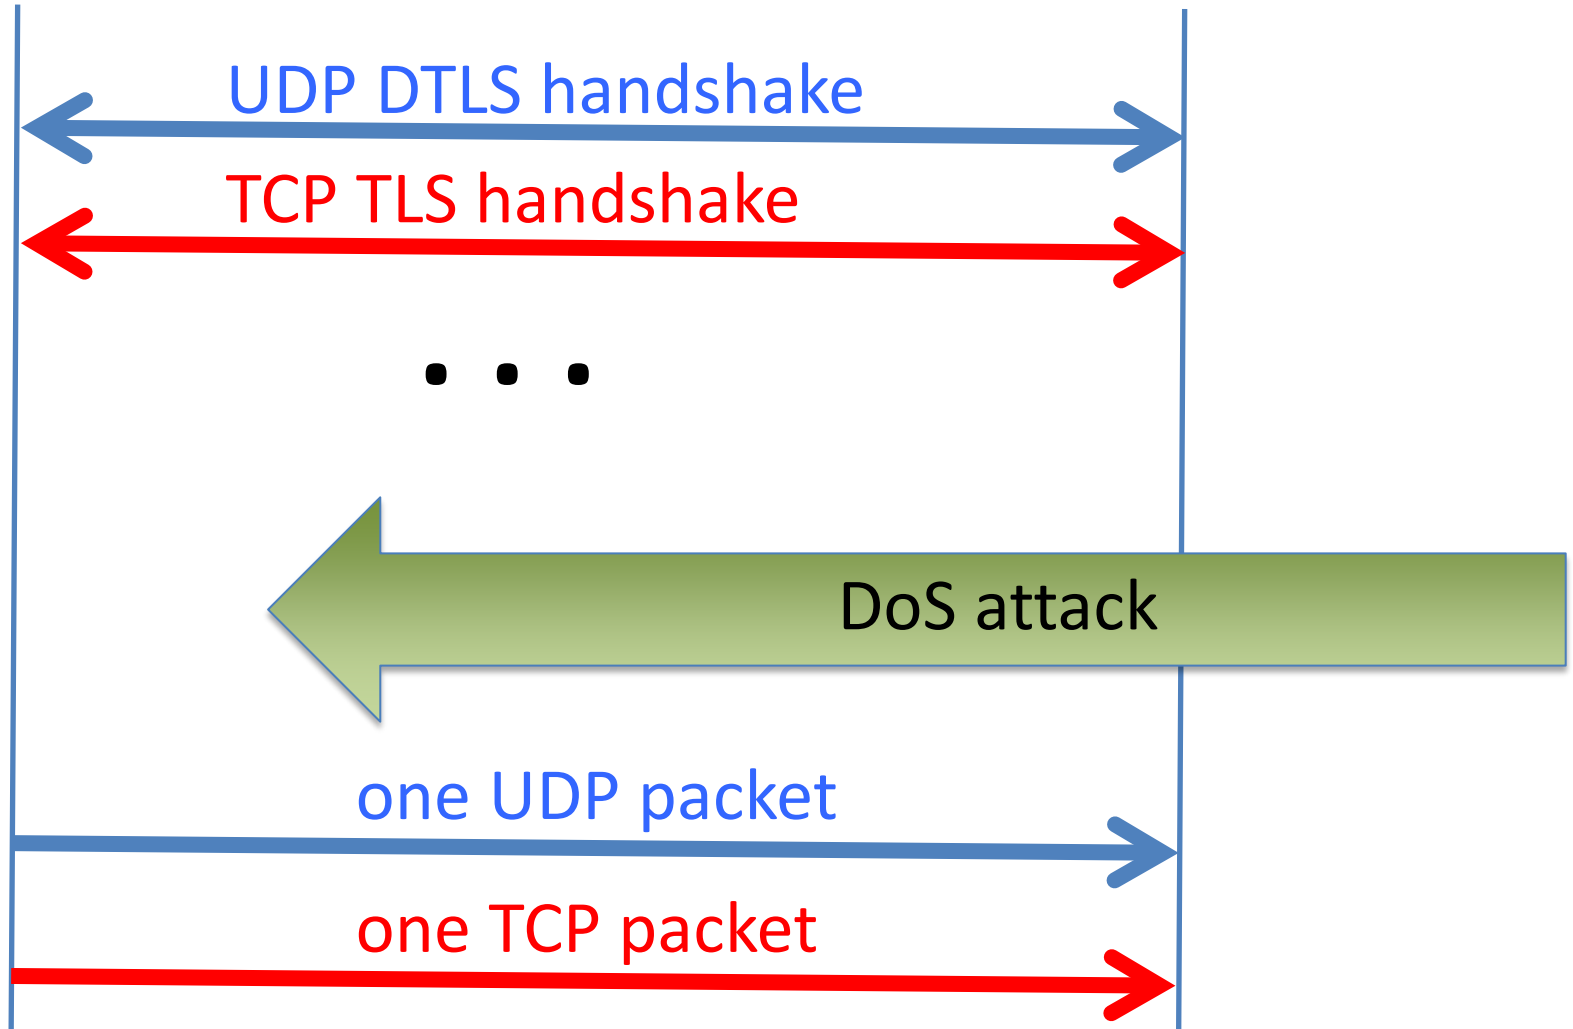 UDP DTLS handshake
TCP TLS handshake
. . .
DoS attack
one UDP packet
one TCP packet